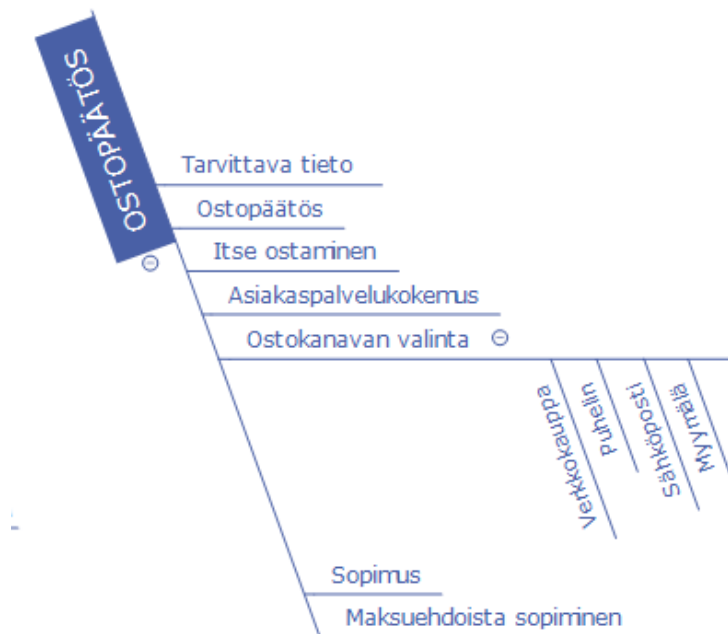 OSTOPÄÄTÖS
Tarvittava tieto
Ostopäätös
Itse ostaminen
Asiakaspalvelukokemus
Ostokanavan valinta
Verkkokauppa
Puhelin
Sähköposti
Myymälä
Sopimus
Maksuehdoista sopiminen